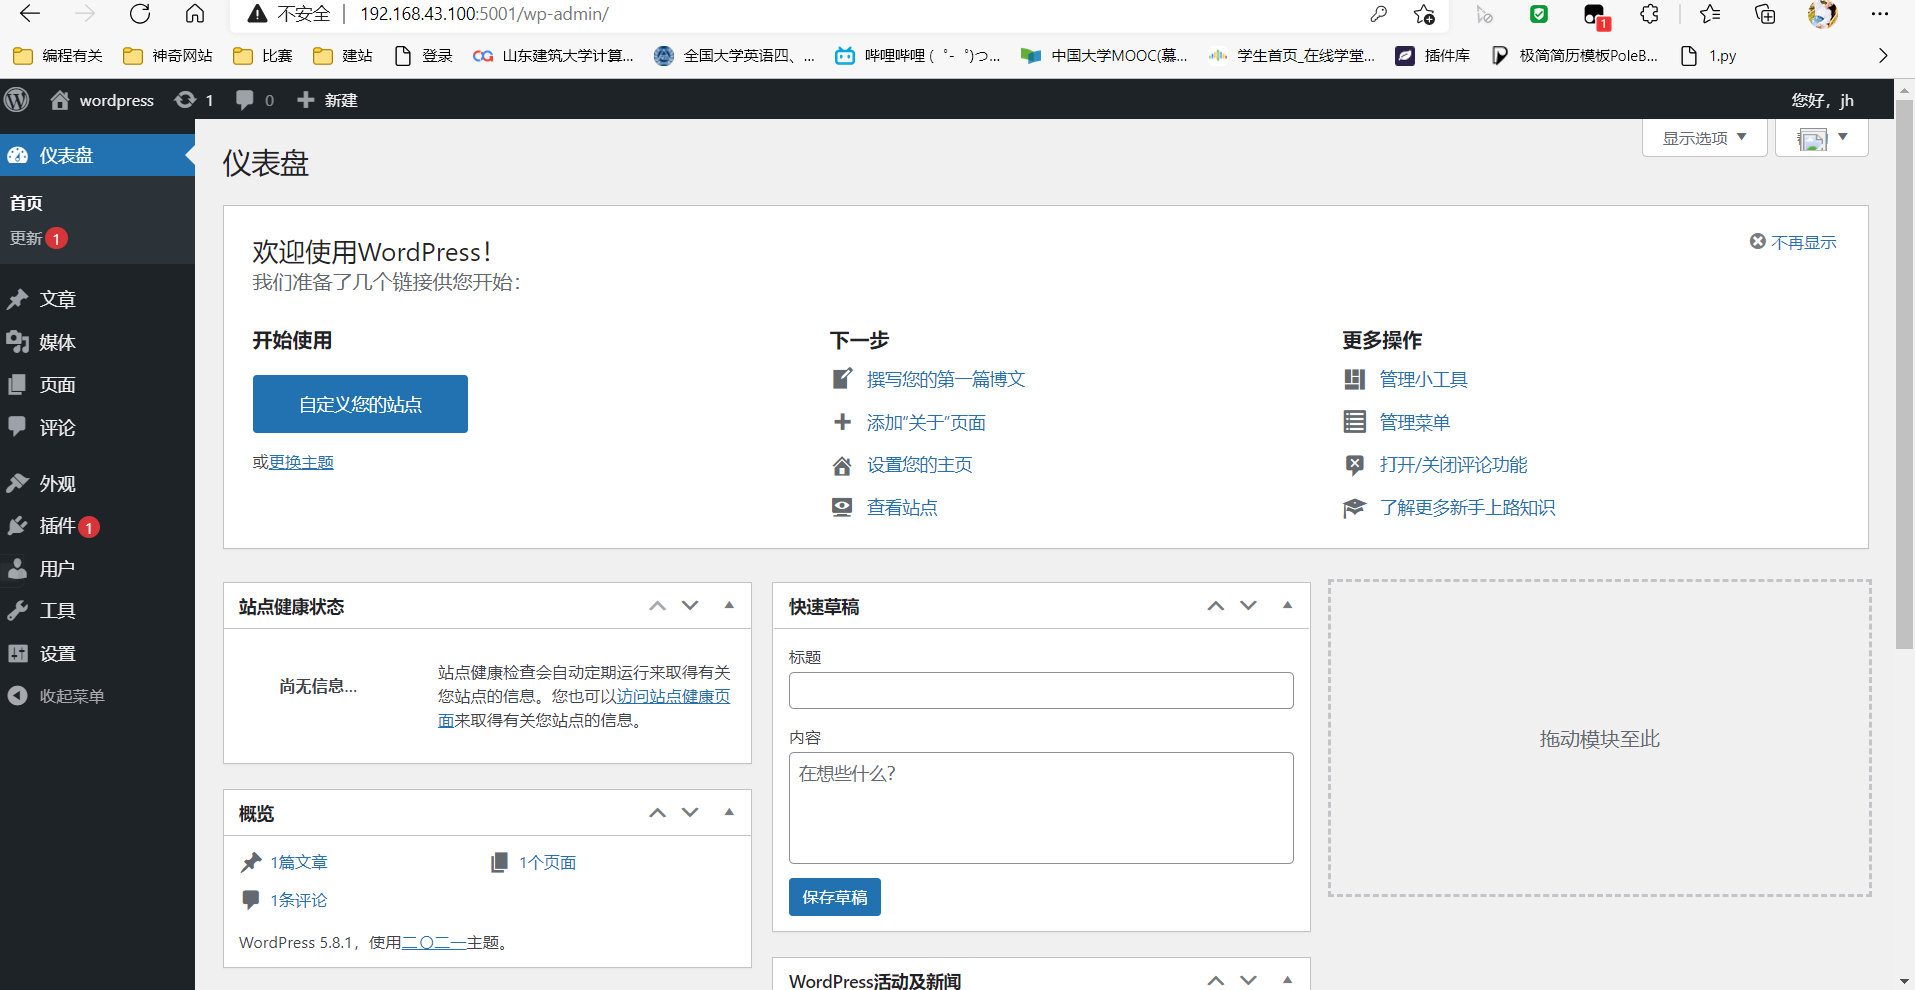 不安全 192.168.43.100:5001/wp-admin/
1
编程有关 神奇网站 比赛 建站 登录 山东建筑大学计算... 全国大学英语四、... 哔哩哔哩 ( ゜- ゜)つ... 中国大学MOOC(慕... 学生首页_在线学堂... 插件库 极简简历模板PoleB... 1.py
wordpress 1 0 新建 您好，jh
显示选项
仪表盘
首页
更新 1
文章
媒体
页面
评论
外观
插件 1
用户
工具
设置
收起菜单
仪表盘
欢迎使用WordPress！
不再显示
我们准备了几个链接供您开始：
开始使用
自定义您的站点
或更换主题
下一步
撰写您的第一篇博文
添加“关于”页面
设置您的主页
查看站点
更多操作
管理小工具
管理菜单
打开/关闭评论功能
了解更多新手上路知识
站点健康状态
尚无信息...
站点健康检查会自动定期运行来取得有关
您站点的信息。您也可以访问站点健康页
面来取得有关您站点的信息。
概览
1篇文章 1个页面
1条评论
WordPress 5.8.1，使用二〇二一主题。
快速草稿
标题
内容
在想些什么？
保存草稿
WordPress活动及新闻
拖动模块至此